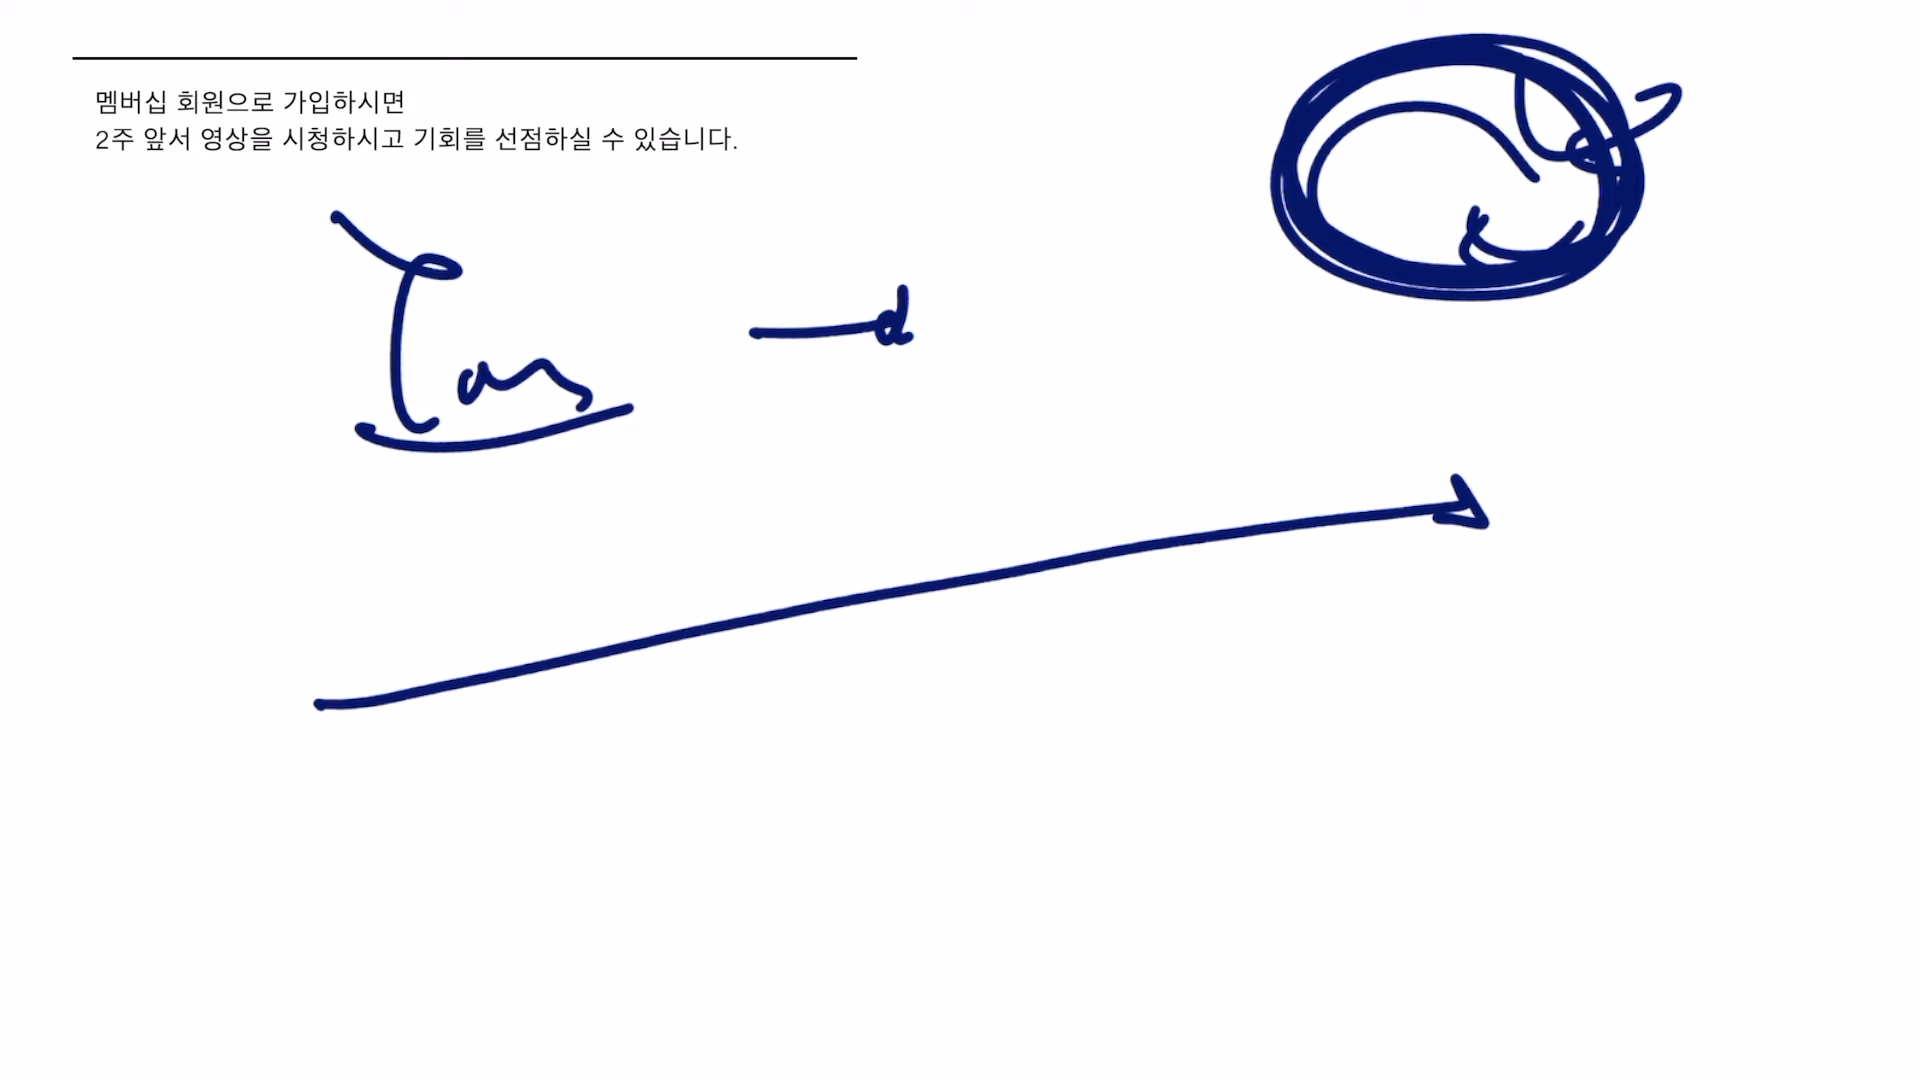 멤버십 회원으로 가입하시면
2주 앞서 영상을 시청하시고 기회를 선점하실 수 있습니다.